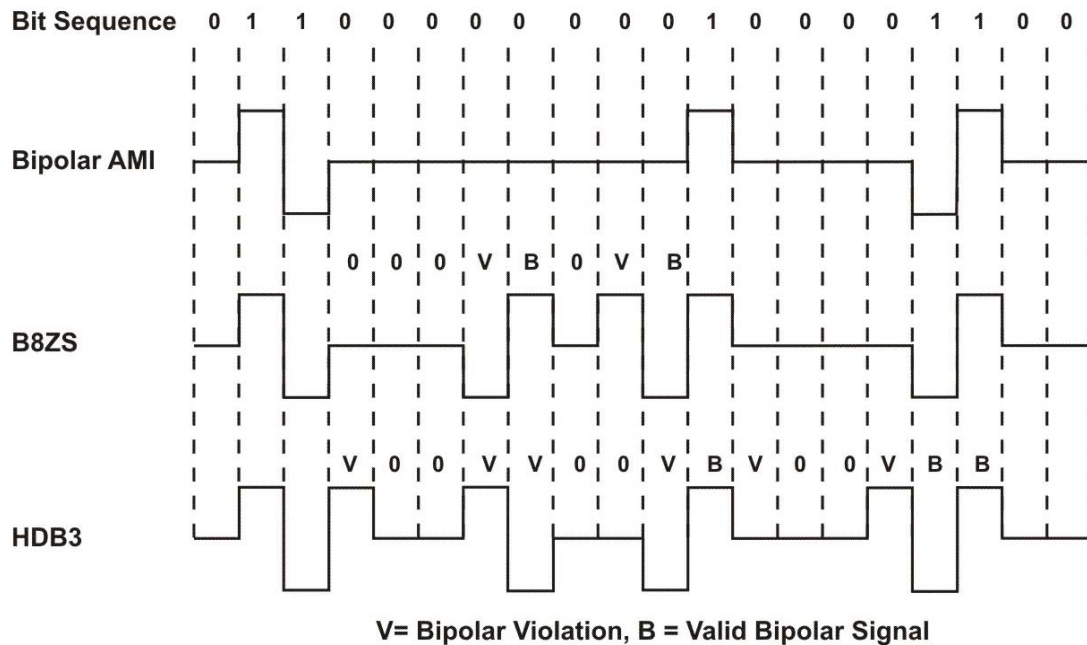 Bit Sequence 0 1 1 0 0 0 0 0 0 0 0 1 0 0 0 0 1 1 0 0
Bipolar AMI
0 0 0 V B 0 V B
B8ZS
V 0 0 V V 0 0 V B V 0 0 V B B
HDB3
V= Bipolar Violation, B = Valid Bipolar Signal